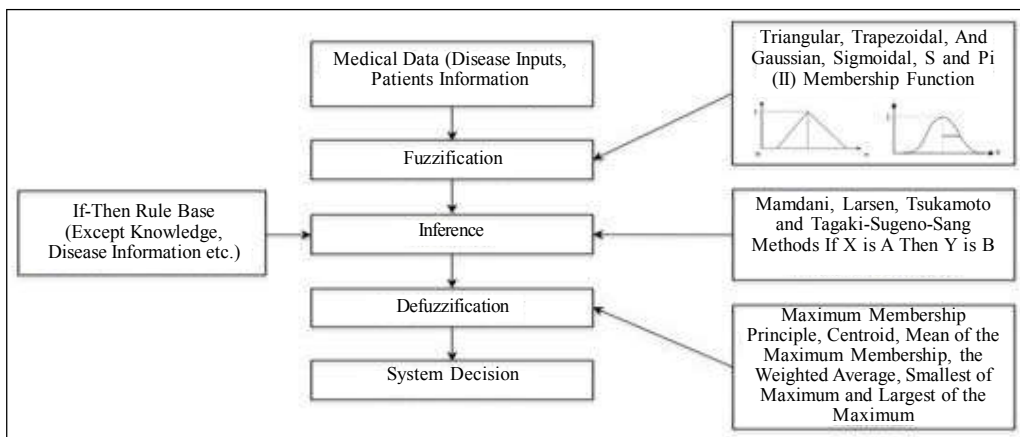 Medical Data (Disease Inputs,
Patients Information
Fuzzification
Inference
Defuzzification
System Decision
If-Then Rule Base
(Except Knowledge,
Disease Information etc.)
Triangular, Trapezoidal, And
Gaussian, Sigmoidal, S and Pi
(II) Membership Function
Mamdani, Larsen, Tsukamoto
and Tagaki-Sugeno-Sang
Methods If X is A Then Y is B
Maximum Membership
Principle, Centroid, Mean of the
Maximum Membership, the
Weighted Average, Smallest of
Maximum and Largest of the
Maximum